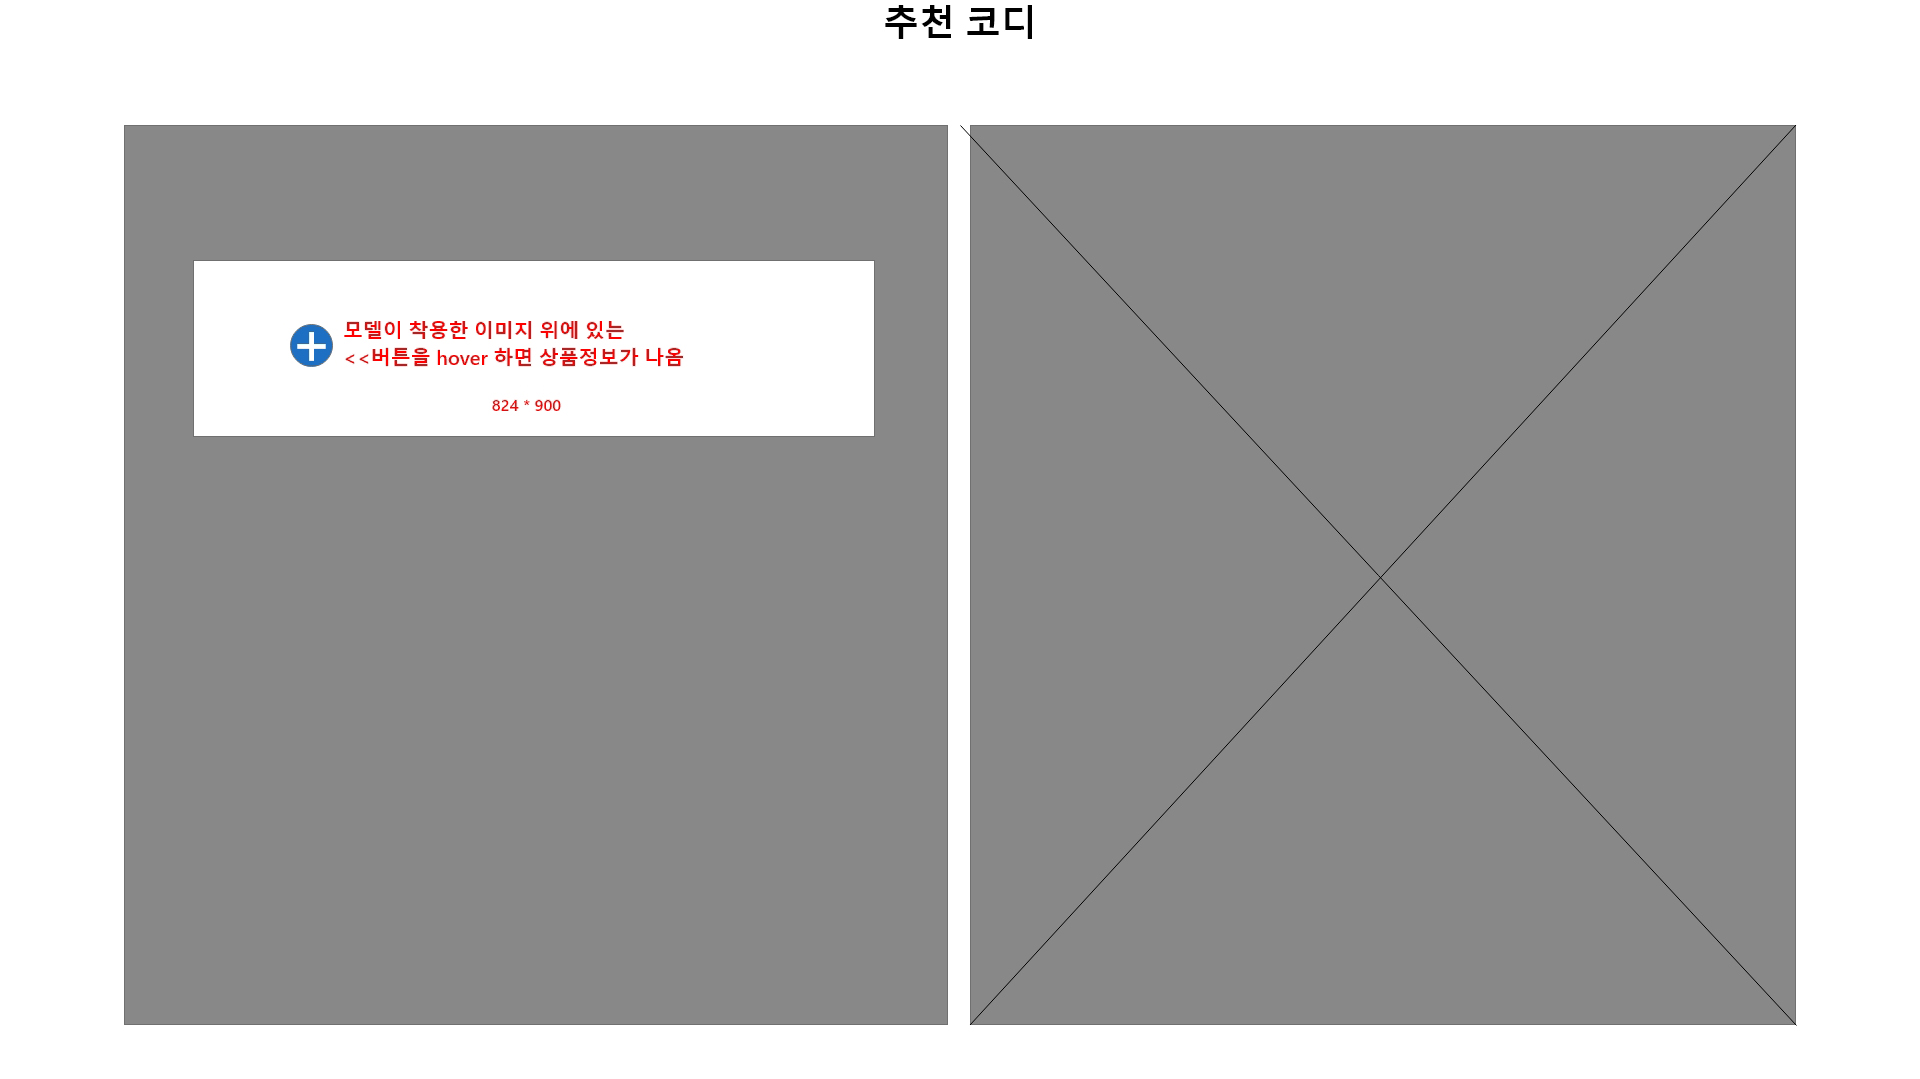 추천 코디
모델이 착용한 이미지 위에 있는
<<버튼을 hover 하면 상품정보가 나옴
824 * 900